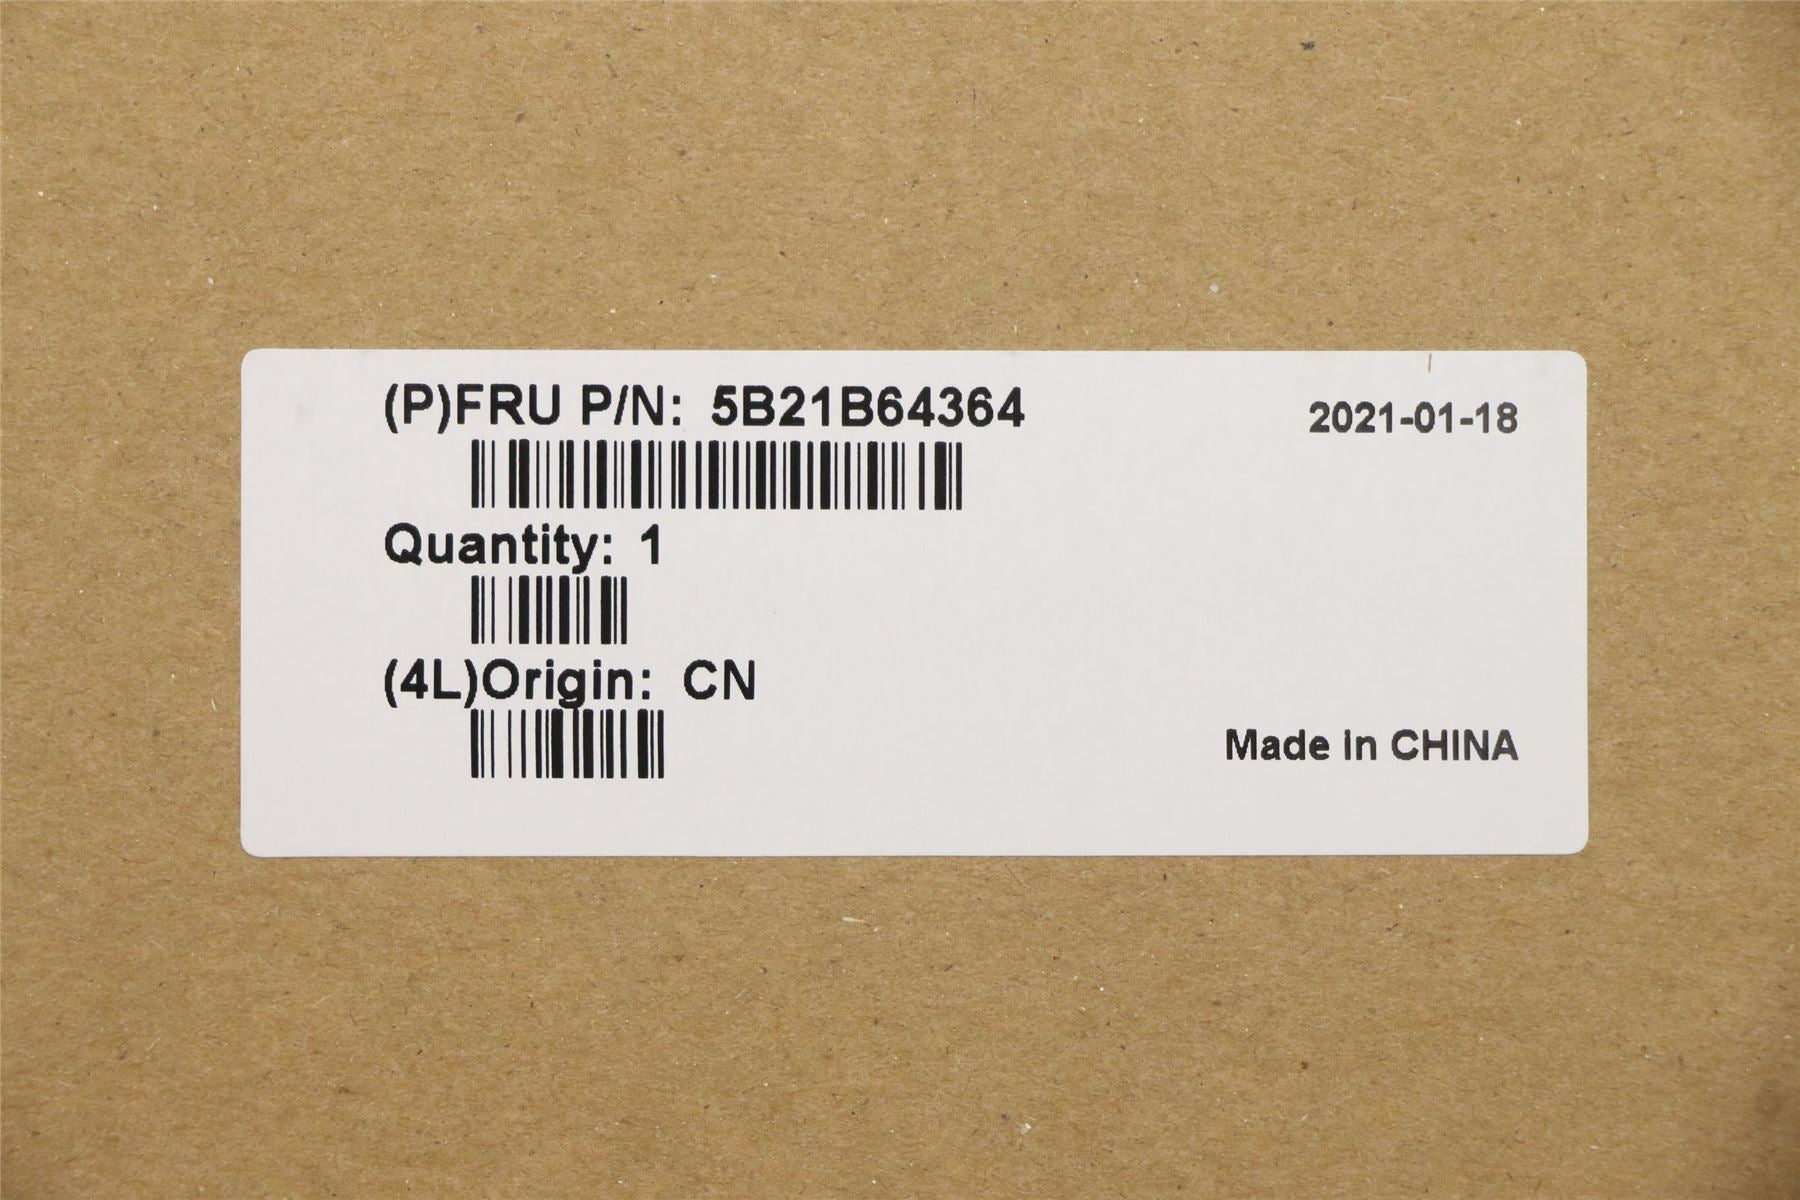 (P)FRU P/N: 5B21B64364
2021-01-18
Quantity: 1
(4L)Origin: CN
Made in CHINA